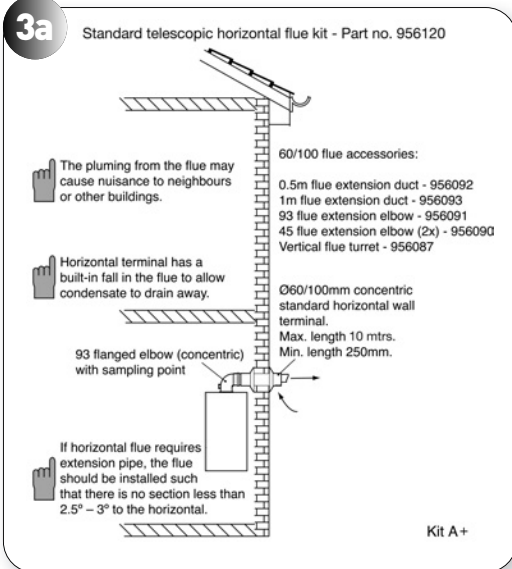 3a
Standard telescopic horizontal flue kit - Part no. 956120
The pluming from the flue may
cause nuisance to neighbours
or other buildings.
Horizontal terminal has a
built-in fall in the flue to allow
condensate to drain away.
93 flanged elbow (concentric)
with sampling point
If horizontal flue requires
extension pipe, the flue
should be installed such
that there is no section less than
2.5º – 3º to the horizontal.
60/100 flue accessories:
0.5m flue extension duct - 956092
1m flue extension duct - 956093
93 flue extension elbow - 956091
45 flue extension elbow (2x) - 956090
Vertical flue turret - 956087
Ø60/100mm concentric
standard horizontal wall
terminal.
Max. length 10 mtrs.
Min. length 250mm.
Kit A+